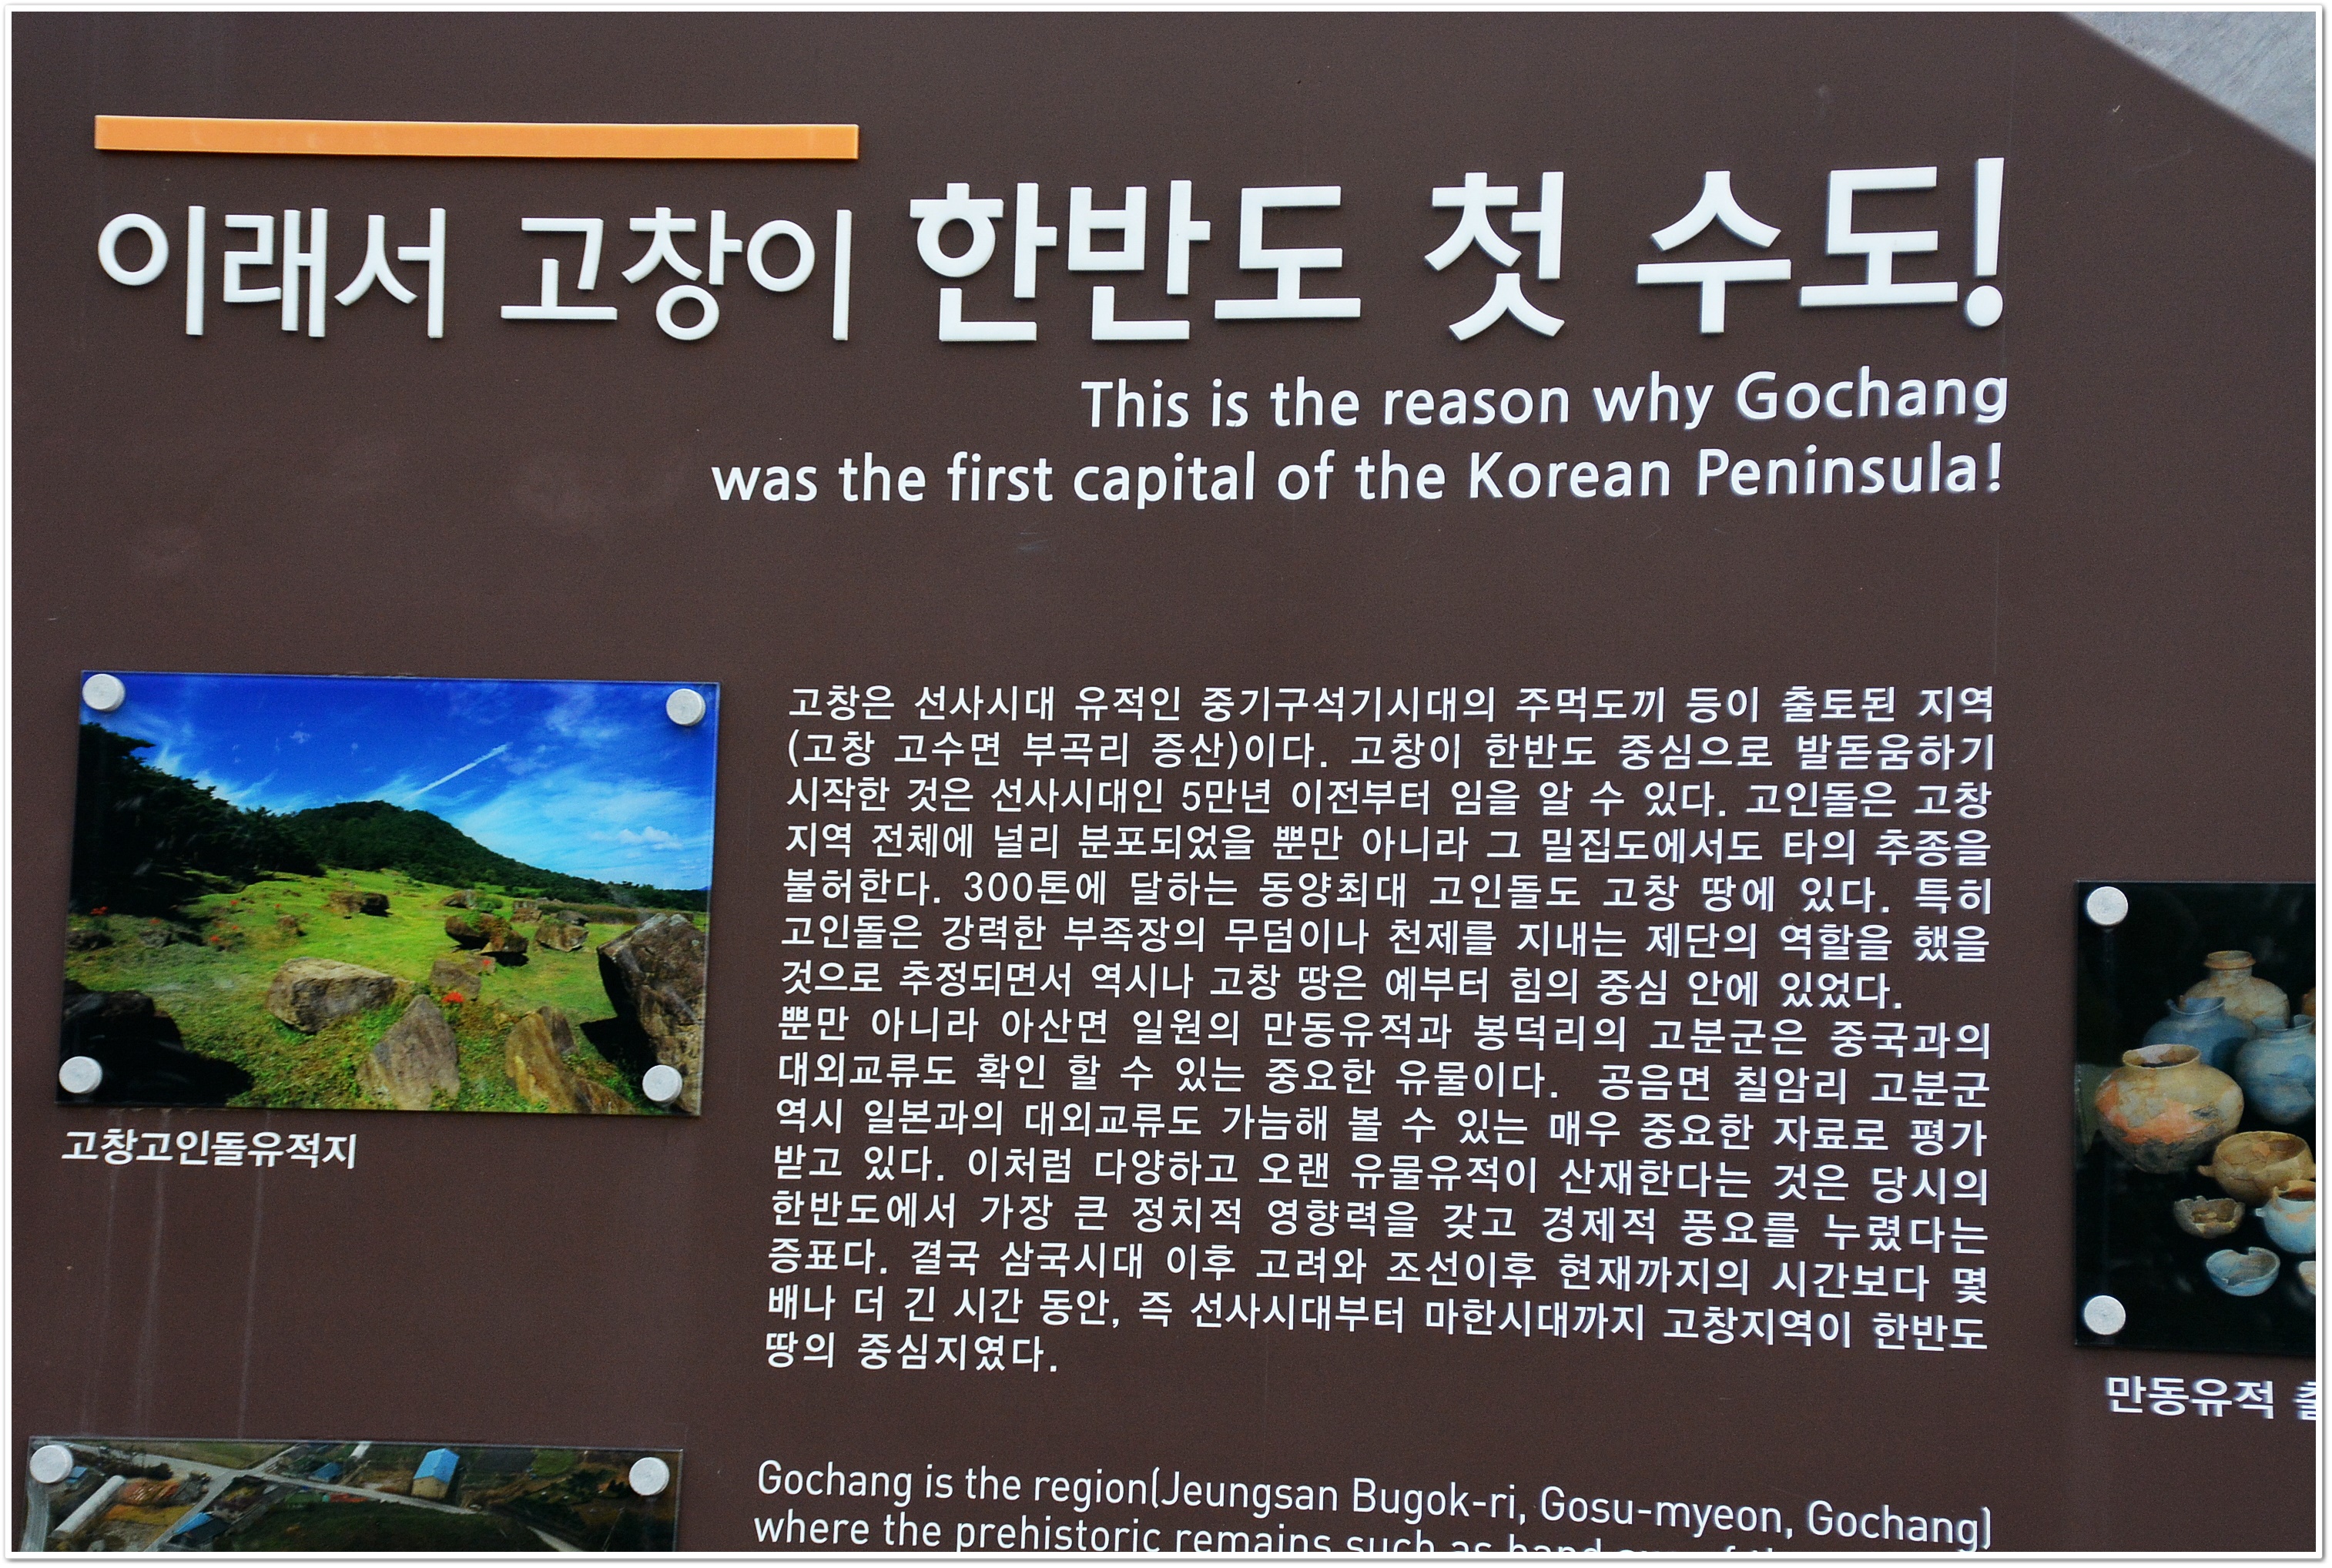 이래서 고창이 한반도 첫 수도!
This is the reason why Gochang
was the first capital of the Korean Peninsula!
고창은 선사시대 유적인 중기구석기시대의 주먹도끼 등이 출토된 지역
(고창 고수면 부곡리 증산)이다. 고창이 한반도 중심으로 발돋움하기
시작한 것은 선사시대인 5만년 이전부터 임을 알 수 있다. 고인돌은 고창
지역 전체에 널리 분포되었을 뿐만 아니라 그 밀집도에서도 타의 추종을
불허한다. 300톤에 달하는 동양최대 고인돌도 고창 땅에 있다. 특히
고인돌은 강력한 부족장의 무덤이나 천제를 지내는 제단의 역할을 했을
것으로 추정되면서 역시나 고창 땅은 예부터 힘의 중심 안에 있었다.
뿐만 아니라 아산면 일원의 만동유적과 봉덕리의 고분군은 중국과의
대외교류도 확인 할 수 있는 중요한 유물이다. 공음면 칠암리 고분군
역시 일본과의 대외교류도 가늠해 볼 수 있는 매우 중요한 자료로 평가
받고 있다. 이처럼 다양하고 오랜 유물유적이 산재한다는 것은 당시의
한반도에서 가장 큰 정치적 영향력을 갖고 경제적 풍요를 누렸다는
증표다. 결국 삼국시대 이후 고려와 조선이후 현재까지의 시간보다 몇
배나 더 긴 시간 동안, 즉 선사시대부터 마한시대까지 고창지역이 한반도
땅의 중심지였다.
고창고인돌유적지
만동유적
Gochang is the region(Jeungsan Bugok-ri, Gosu-myeon, Gochang)
where the prehistoric remains such as hand